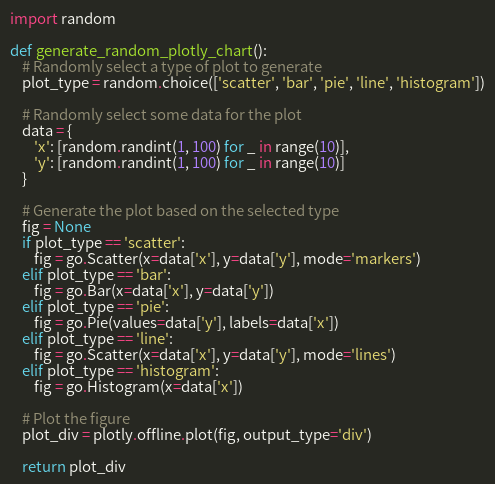 import random

def generate_random_plotly_chart():
    # Randomly select a type of plot to generate
    plot_type = random.choice(['scatter', 'bar', 'pie', 'line', 'histogram'])

    # Randomly select some data for the plot
    data = {
        'x': [random.randint(1, 100) for _ in range(10)],
        'y': [random.randint(1, 100) for _ in range(10)]
    }

    # Generate the plot based on the selected type
    fig = None
    if plot_type == 'scatter':
        fig = go.Scatter(x=data['x'], y=data['y'], mode='markers')
    elif plot_type == 'bar':
        fig = go.Bar(x=data['x'], y=data['y'])
    elif plot_type == 'pie':
        fig = go.Pie(values=data['y'], labels=data['x'])
    elif plot_type == 'line':
        fig = go.Scatter(x=data['x'], y=data['y'], mode='lines')
    elif plot_type == 'histogram':
        fig = go.Histogram(x=data['x'])

    # Plot the figure
    plot_div = plotly.offline.plot(fig, output_type='div')

    return plot_div